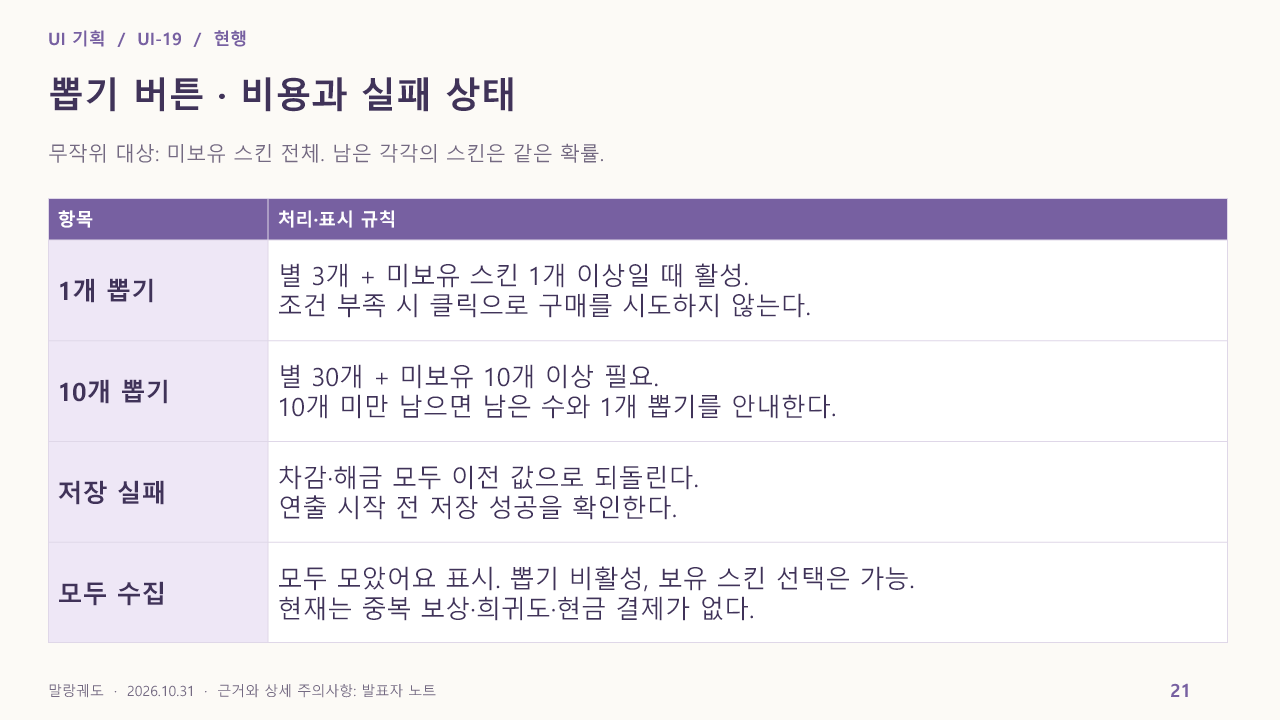 UI 기획 / UI-19 / 현행
뽑기 버튼 · 비용과 실패 상태
무작위 대상: 미보유 스킨 전체. 남은 각각의 스킨은 같은 확률.
항목
처리·표시 규칙
1개 뽑기
별 3개 + 미보유 스킨 1개 이상일 때 활성.
조건 부족 시 클릭으로 구매를 시도하지 않는다.
10개 뽑기
별 30개 + 미보유 10개 이상 필요.
10개 미만 남으면 남은 수와 1개 뽑기를 안내한다.
저장 실패
차감·해금 모두 이전 값으로 되돌린다.
연출 시작 전 저장 성공을 확인한다.
모두 수집
모두 모았어요 표시. 뽑기 비활성, 보유 스킨 선택은 가능.
현재는 중복 보상·희귀도·현금 결제가 없다.
말랑궤도 · 2026.10.31 · 근거와 상세 주의사항: 발표자 노트
21